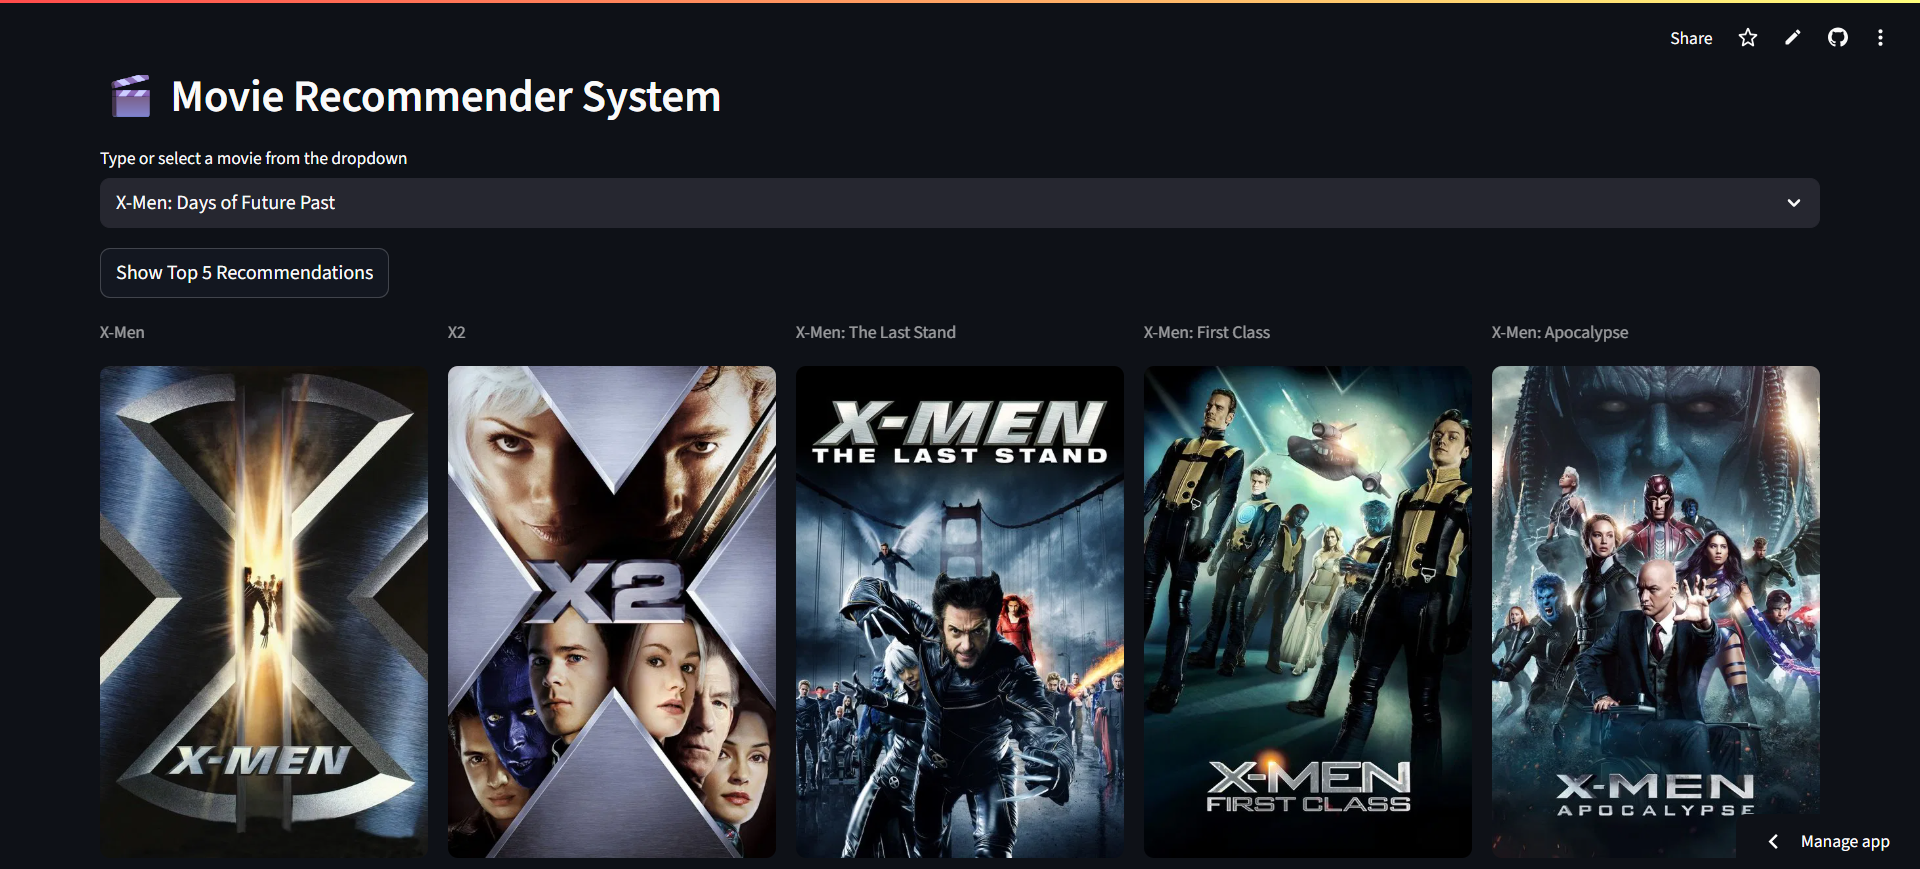 Share
Movie Recommender System
Type or select a movie from the dropdown
X-Men: Days of Future Past
Show Top 5 Recommendations
X-Men
X2
X-Men: The Last Stand
X-Men: First Class
X-Men: Apocalypse
X-MEN
X2
X-MEN
THE LAST STAND
X-MEN
FIRST CLASS
X-MEN
APOCALYPSE
Manage app